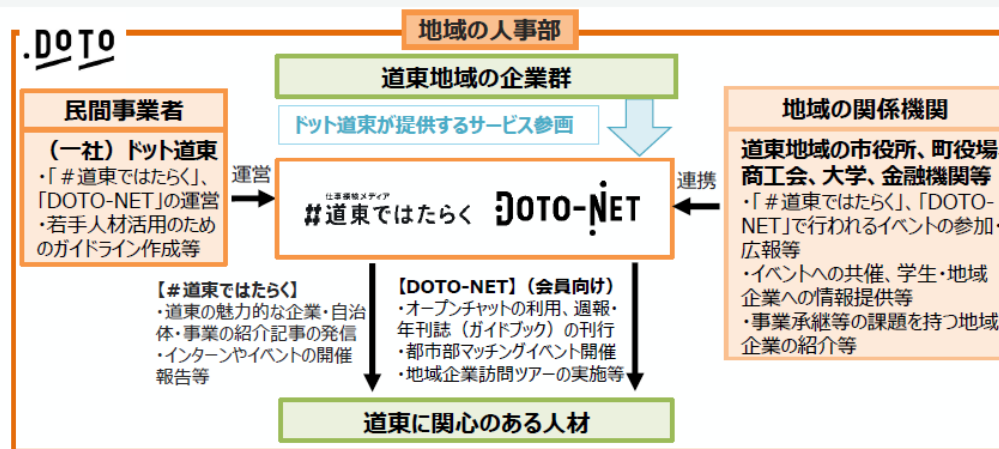 .DOTO
地域の人事部
道東地域の企業群
民間事業者
(一社)ドット道東
・「#道東ではたらく」、
「DOTO-NET」の運営
・若手人材活用のため
のガイドライン作成等
ドット道東が提供するサービス参画
運営
仕事接続メディア
#道東ではたらく
DOTO-NET
連携
地域の関係機関
道東地域の市役所、町役場、
商工会、大学、金融機関等
・「#道東ではたらく」、「DOTO-
NET」で行われるイベントの参加・
広報等
・イベントへの共催、学生・地域
企業への情報提供等
・事業承継等の課題を持つ地域
企業の紹介等
【#道東ではたらく】
・道東の魅力的な企業・自治
体・事業の紹介記事の発信
・インターンやイベントの開催
報告等
【DOTO-NET】(会員向け)
・オープンチャットの利用、週報・
年刊誌(ガイドブック)の刊行
・都市部マッチングイベント開催
・地域企業訪問ツアーの実施等
道東に関心のある人材